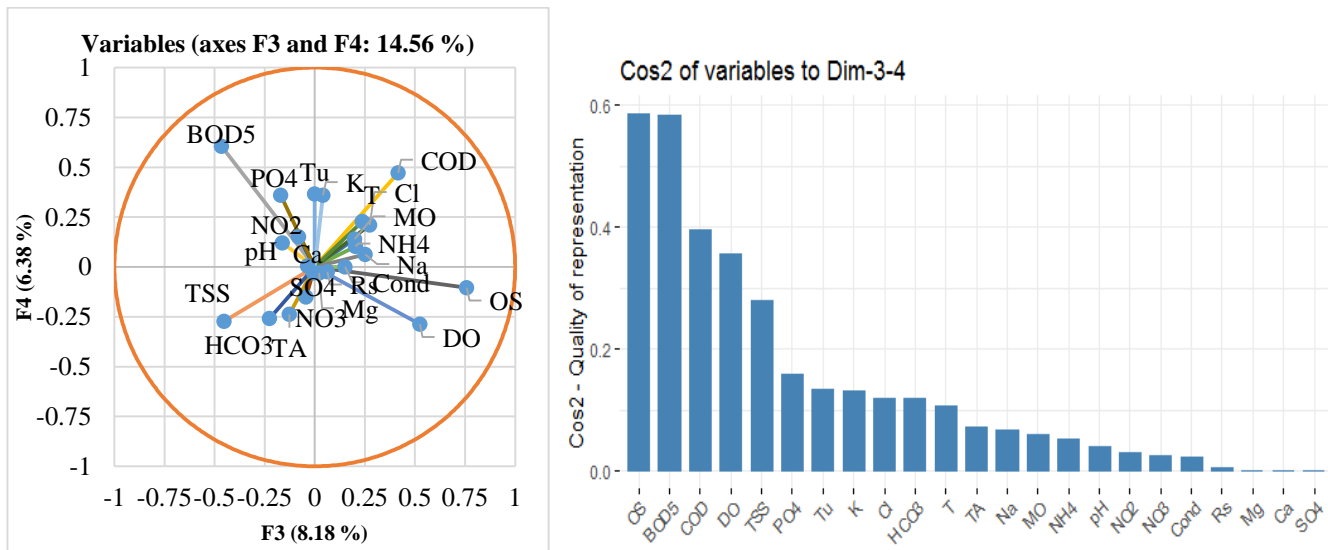 Variables (axes F3 and F4: 14.56 %)
1
0.75
0.5
0.25
0
-0.25
-0.5
-0.75
-1
F4 (6.38 %)
BOD5
COD
PO4
Tu
K
T
Cl
NO2
MO
pH
Ca
NH4
Na
TSS
SO4
Rs
Cond
OS
NO3
Mg
HCO3
TA
DO
-1
-0.75
-0.5
-0.25
0
0.25
0.5
0.75
1
F3 (8.18 %)
Cos2 of variables to Dim-3-4
Cos2 - Quality of representation
0.6
0.4
0.2
0.0
OS
BOD5
COD
DO
TSS
PO4
Tu
K
Cl
HCO3
T
TA
Na
MO
NH4
pH
NO2
NO3
Cond
Rs
Mg
Ca
SO4